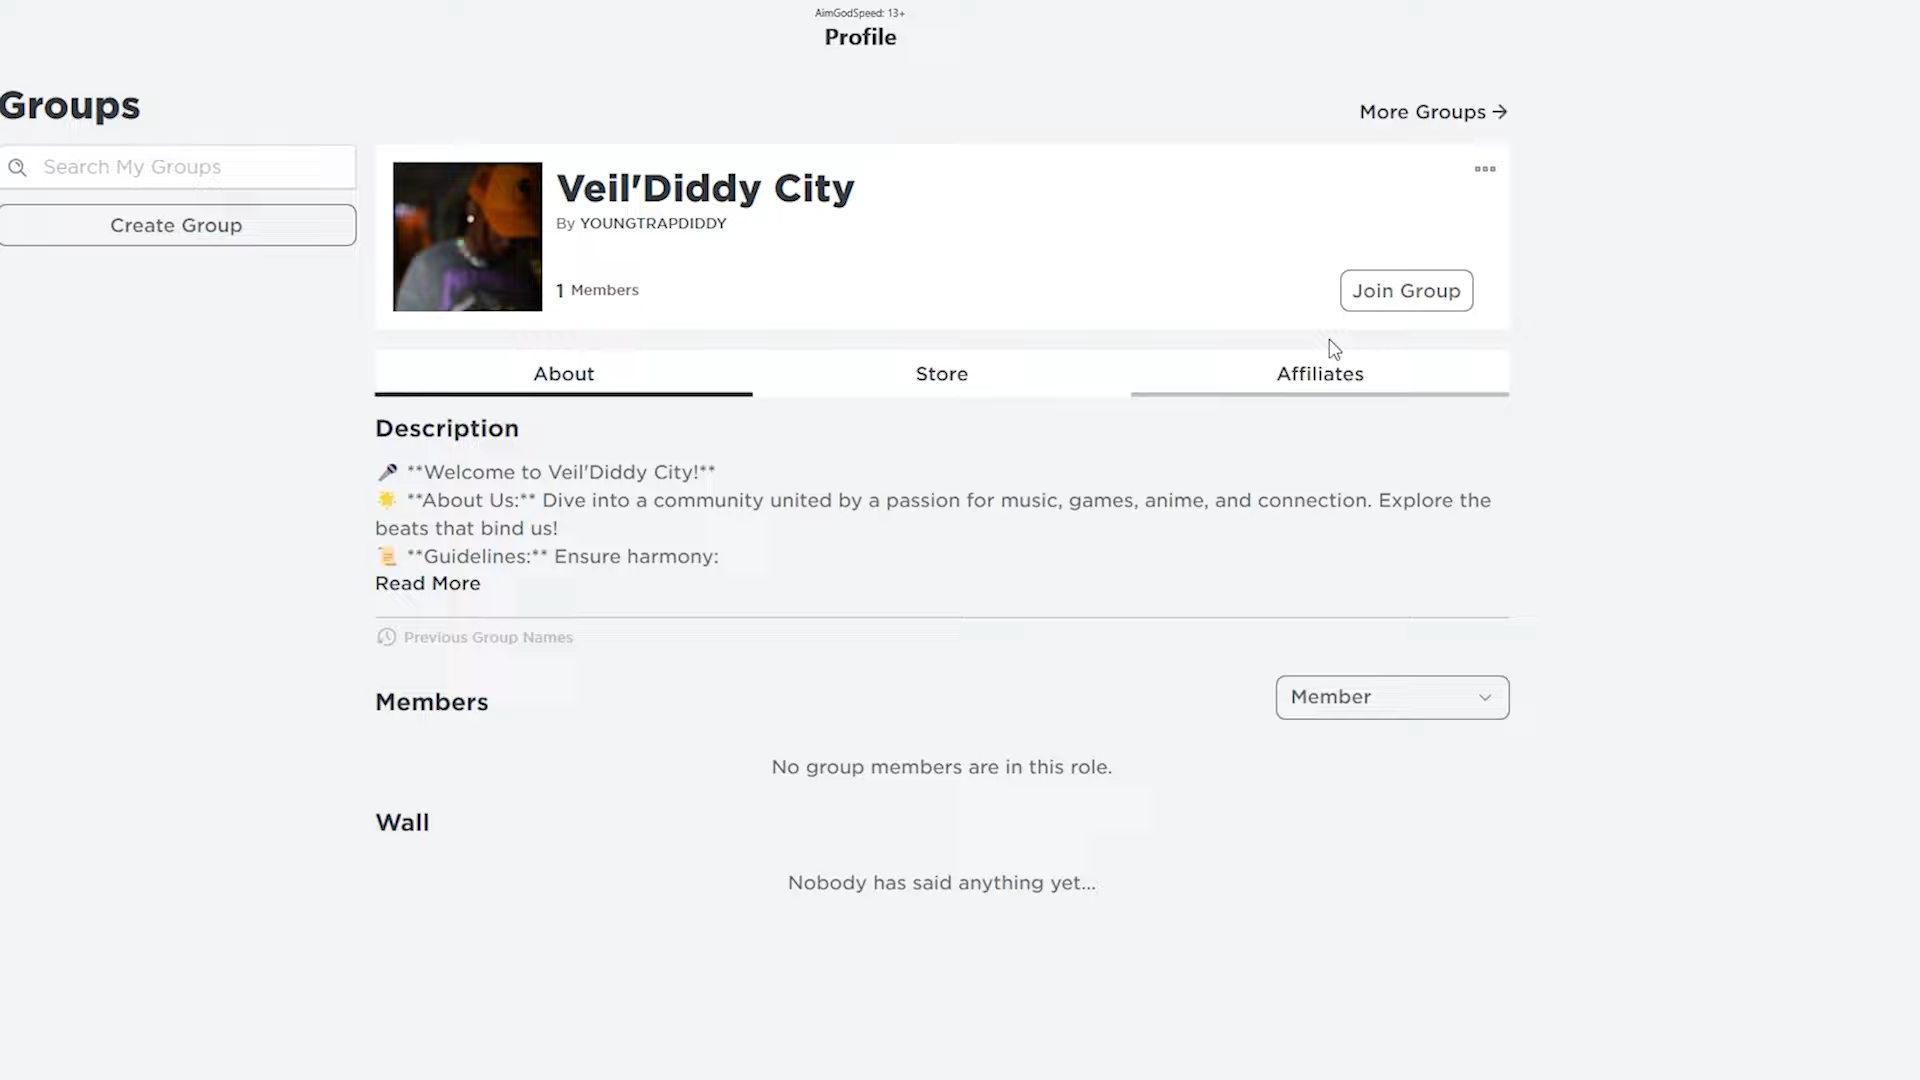 AimGodSpeed: 13+
Profile
Groups
More Groups →
Search My Groups
Create Group
Veil'Diddy City
By YOUNGTRAPDIDDY
1 Members
Join Group
About
Store
Affiliates
Description
🎤 **Welcome to Veil'Diddy City!**
🌟 **About Us:** Dive into a community united by a passion for music, games, anime, and connection. Explore the
beats that bind us!
📜 **Guidelines:** Ensure harmony:
Read More
Previous Group Names
Members
Member
No group members are in this role.
Wall
Nobody has said anything yet...